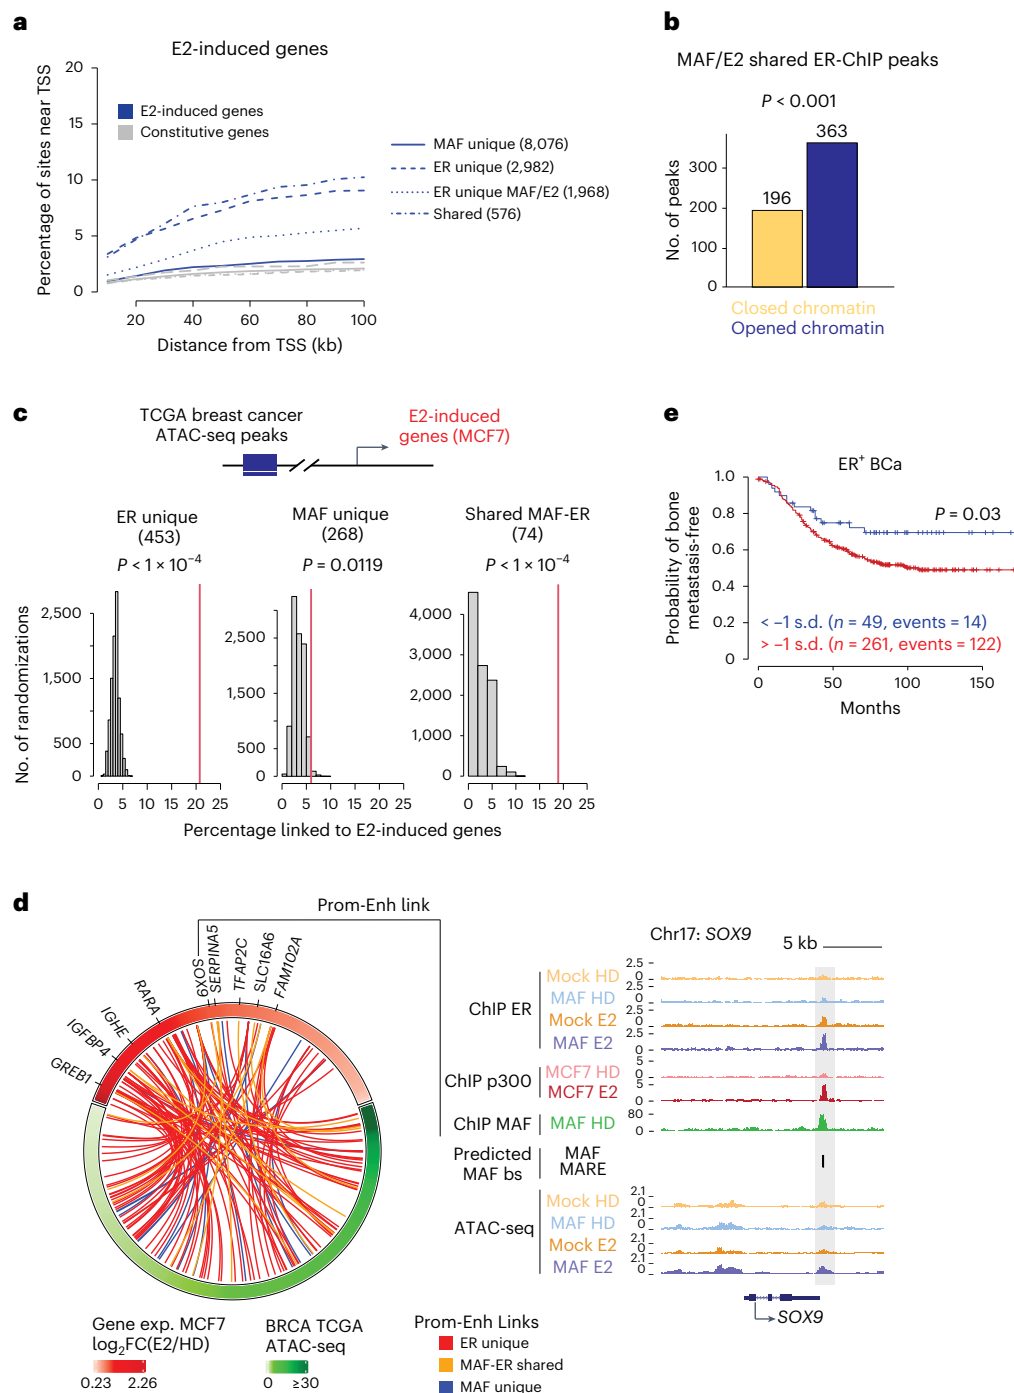 a
E2-induced genes
Percentage of sites near TSS
20
15
10
5
0
E2-induced genes
Constitutive genes
MAF unique (8,076)
ER unique (2,982)
ER unique MAF/E2 (1,968)
Shared (576)
20 40 60 80 100
Distance from TSS (kb)
b
MAF/E2 shared ER-ChIP peaks
P < 0.001
No. of peaks
300
200
100
0
196
363
Closed chromatin
Opened chromatin
c
TCGA breast cancer
ATAC-seq peaks
E2-induced
genes (MCF7)
ER unique
(453)
P < 1 × 10−4
MAF unique
(268)
P = 0.0119
Shared MAF-ER
(74)
P < 1 × 10−4
No. of randomizations
2,500
1,500
500
0
2,500
1,500
500
0
4,000
3,000
2,000
1,000
0
0 5 10 15 20 25
0 5 10 15 20 25
0 5 10 15 20 25
Percentage linked to E2-induced genes
e
ER+ BCa
Probability of bone
metastasis-free
1.0
0.8
0.6
0.4
0.2
0
P = 0.03
< −1 s.d. (n = 49, events = 14)
> −1 s.d. (n = 261, events = 122)
0 50 100 150
Months
d
Prom-Enh link
GREB1
IGFBP4
IGHE
RARA
SOX9
SERPINA5
TFAP2C
SLC16A6
FAM102A
Gene exp. MCF7
log2FC(E2/HD)
0.23 2.26
BRCA TCGA
ATAC-seq
0 ≥30
Prom-Enh Links
ER unique
MAF-ER shared
MAF unique
Chr17: SOX9
5 kb
ChIP ER
Mock HD
2.5
0
MAF HD
2.5
0
Mock E2
2.5
0
MAF E2
2.5
0
ChIP p300
MCF7 HD
5
0
MCF7 E2
5
0
ChIP MAF
MAF HD
80
0
Predicted
MAF bs
MAF
MARE
ATAC-seq
Mock HD
2.1
0
MAF HD
2.1
0
Mock E2
2.1
0
MAF E2
2.1
0
SOX9